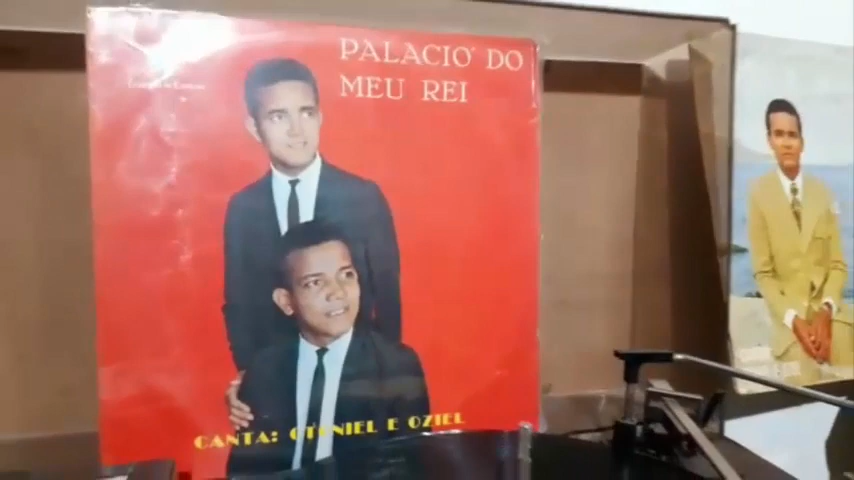 PALACIO DO
MEU REI
CANTA: OTONIEL E OZIEL